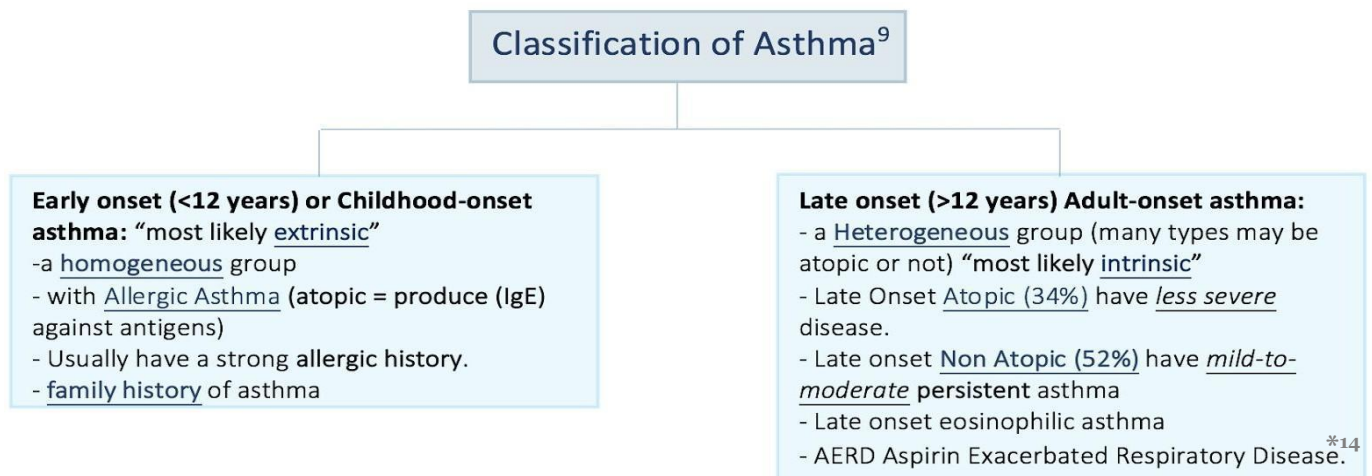 Classification of Asthma⁹
Early onset (<12 years) or Childhood-onset
asthma: “most likely extrinsic”
-a homogeneous group
- with Allergic Asthma (atopic = produce (IgE)
against antigens)
- Usually have a strong allergic history.
- family history of asthma
Late onset (>12 years) Adult-onset asthma:
- a Heterogeneous group (many types may be
atopic or not) “most likely intrinsic”
- Late Onset Atopic (34%) have less severe
disease.
- Late onset Non Atopic (52%) have mild-to-
moderate persistent asthma
- Late onset eosinophilic asthma
- AERD Aspirin Exacerbated Respiratory Disease.*14